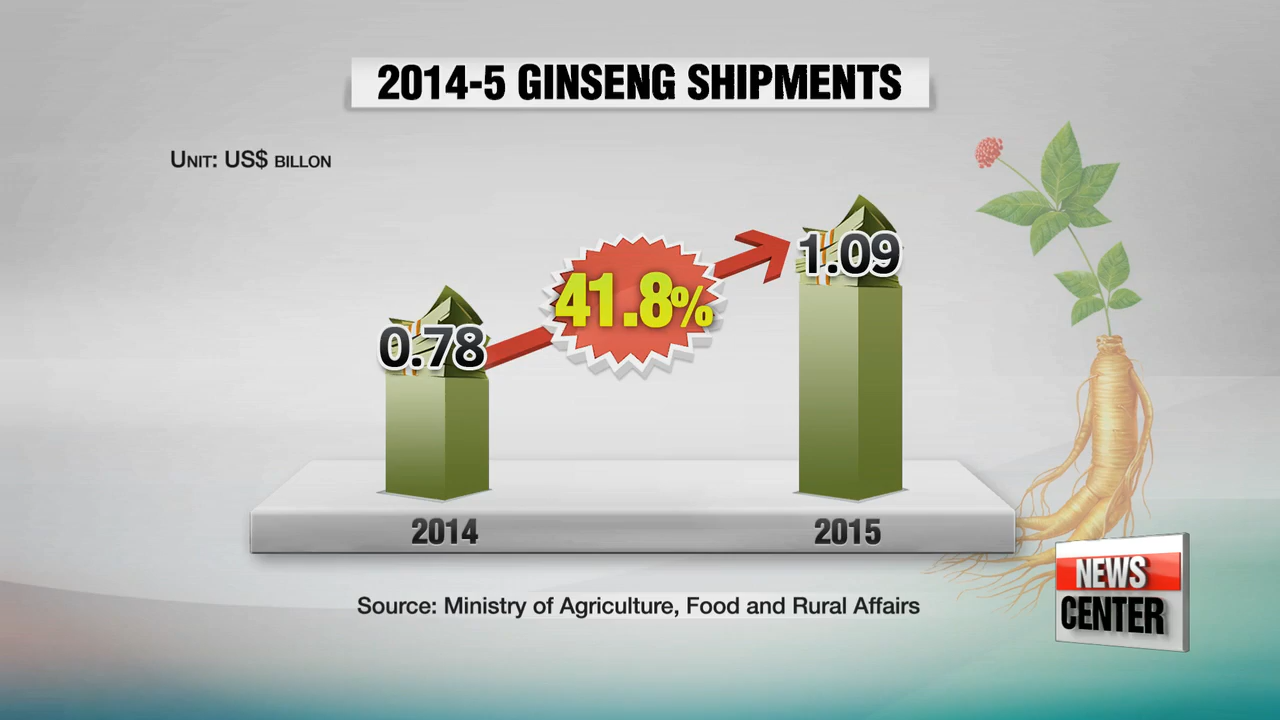 2014-5 GINSENG SHIPMENTS
UNIT: US$ BILLON
1.09
41.8%
0.78
2014
2015
Source: Ministry of Agriculture, Food and Rural Affairs
NEWS
CENTER